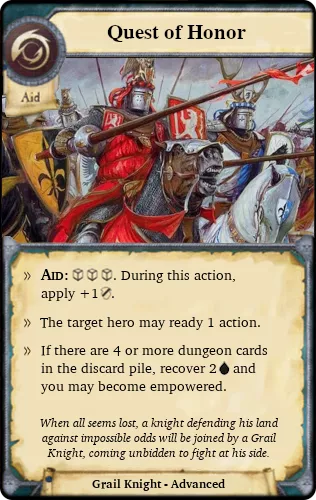 Quest of Honor
Aid
» AID: . During this action,
apply +1 .
» The target hero may ready 1 action.
» If there are 4 or more dungeon cards
in the discard pile, recover 2 and
you may become empowered.
When all seems lost, a knight defending his land
against impossible odds will be joined by a Grail
Knight, coming unbidden to fight at his side.
Grail Knight - Advanced